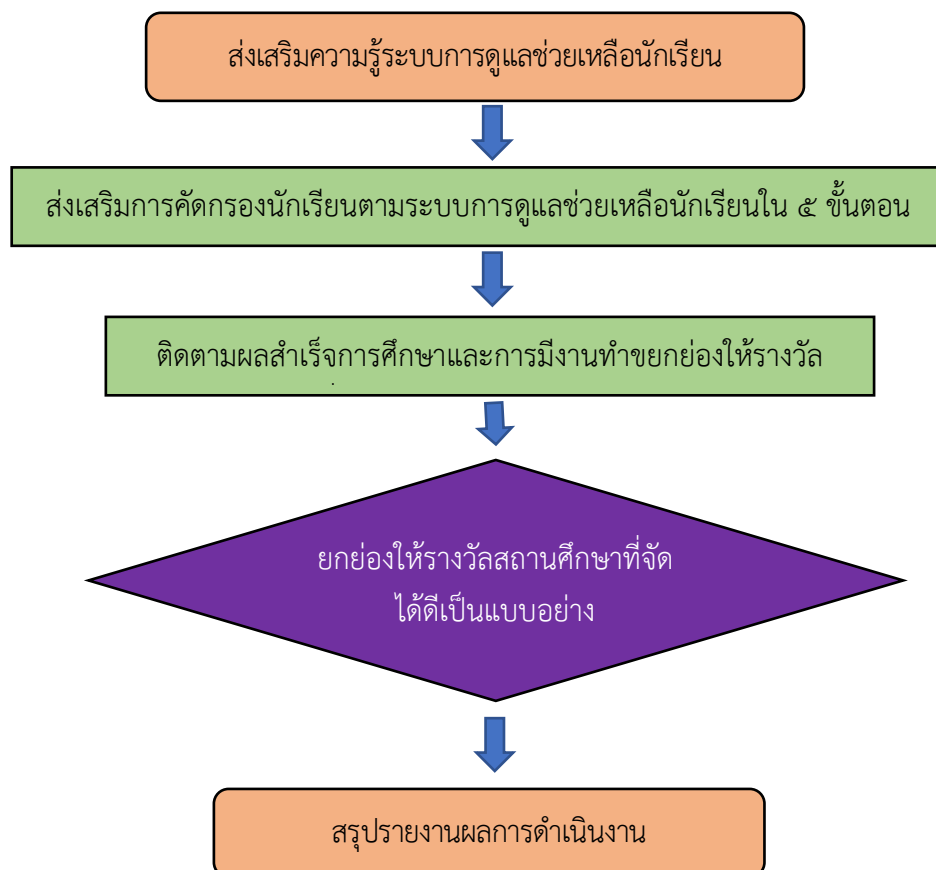 ส่งเสริมความรู้ระบบการดูแลช่วยเหลือนักเรียน
ส่งเสริมการคัดกรองนักเรียนตามระบบการดูแลช่วยเหลือนักเรียนใน ๕ ขั้นตอน
ติดตามผลสำเร็จการศึกษาและการมีงานทำขยกย่องให้รางวัล
ยกย่องให้รางวัลสถานศึกษาที่จัด
ได้ดีเป็นแบบอย่าง
สรุปรายงานผลการดำเนินงาน